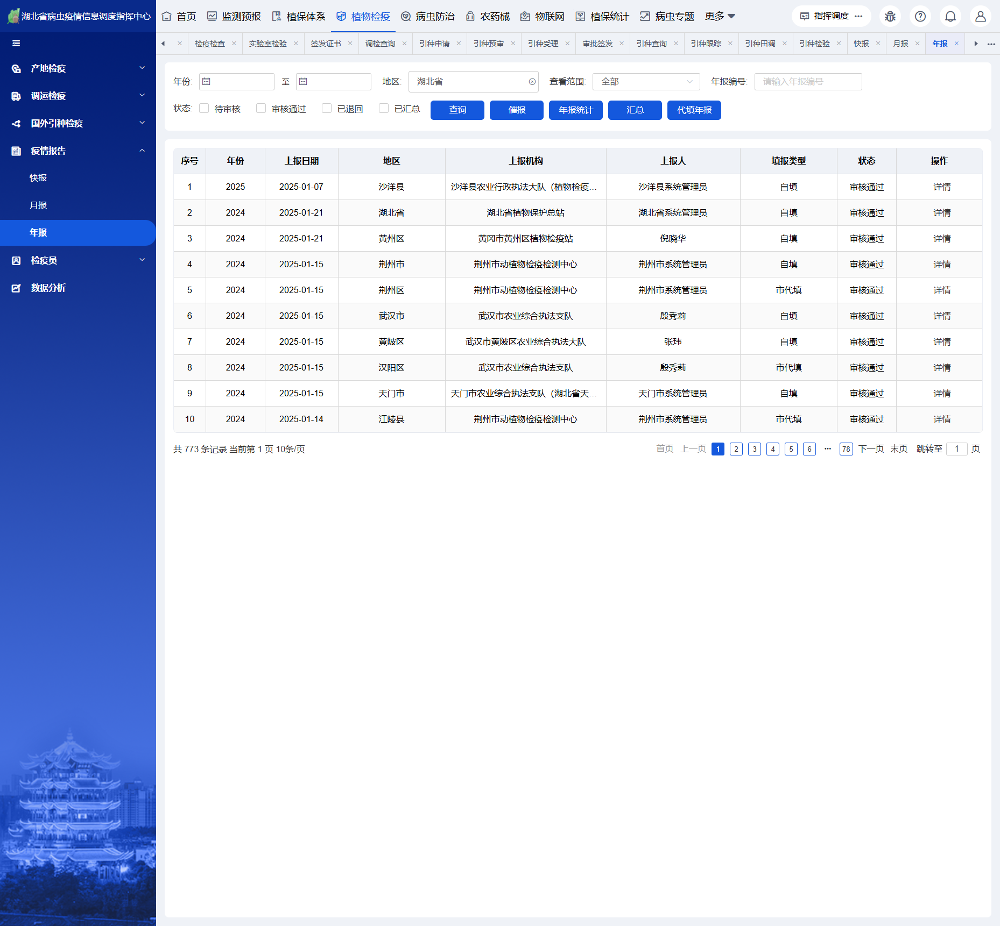 湖北省病虫疫情信息调度指挥中心
首页 监测预报 植保体系 植物检疫 病虫防治 农药械 物联网 植保统计 病虫专题 更多 指挥调度
检疫检查 实验室检验 签发证书 调检查询 引种申请 引种预审 引种受理 审批签发 引种查询 引种跟踪 引种田调 引种检验 快报 月报 年报
产地检疫
调运检疫
国外引种检疫
疫情报告
快报
月报
年报
检疫员
数据分析
年份: 至 地区: 湖北省 查看范围: 全部 年报编号: 请输入年报编号
状态: 待审核 审核通过 已退回 已汇总 查询 催报 年报统计 汇总 代填年报
序号 年份 上报日期 地区 上报机构 上报人 填报类型 状态 操作
1 2025 2025-01-07 沙洋县 沙洋县农业行政执法大队（植物检疫... 沙洋县系统管理员 自填 审核通过 详情
2 2024 2025-01-21 湖北省 湖北省植物保护总站 湖北省系统管理员 自填 审核通过 详情
3 2024 2025-01-21 黄州区 黄冈市黄州区植物检疫站 倪晓华 自填 审核通过 详情
4 2024 2025-01-15 荆州市 荆州市动植物检疫检测中心 荆州市系统管理员 自填 审核通过 详情
5 2024 2025-01-15 荆州区 荆州市动植物检疫检测中心 荆州市系统管理员 市代填 审核通过 详情
6 2024 2025-01-15 武汉市 武汉市农业综合执法支队 殷秀莉 自填 审核通过 详情
7 2024 2025-01-15 黄陂区 武汉市黄陂区农业综合执法大队 张玮 自填 审核通过 详情
8 2024 2025-01-15 汉阳区 武汉市农业综合执法支队 殷秀莉 市代填 审核通过 详情
9 2024 2025-01-15 天门市 天门市农业综合执法支队（湖北省天... 天门市系统管理员 自填 审核通过 详情
10 2024 2025-01-14 江陵县 荆州市动植物检疫检测中心 荆州市系统管理员 市代填 审核通过 详情
共 773 条记录 当前第 1 页 10条/页 首页 上一页 1 2 3 4 5 6 ··· 78 下一页 末页 跳转至 1 页